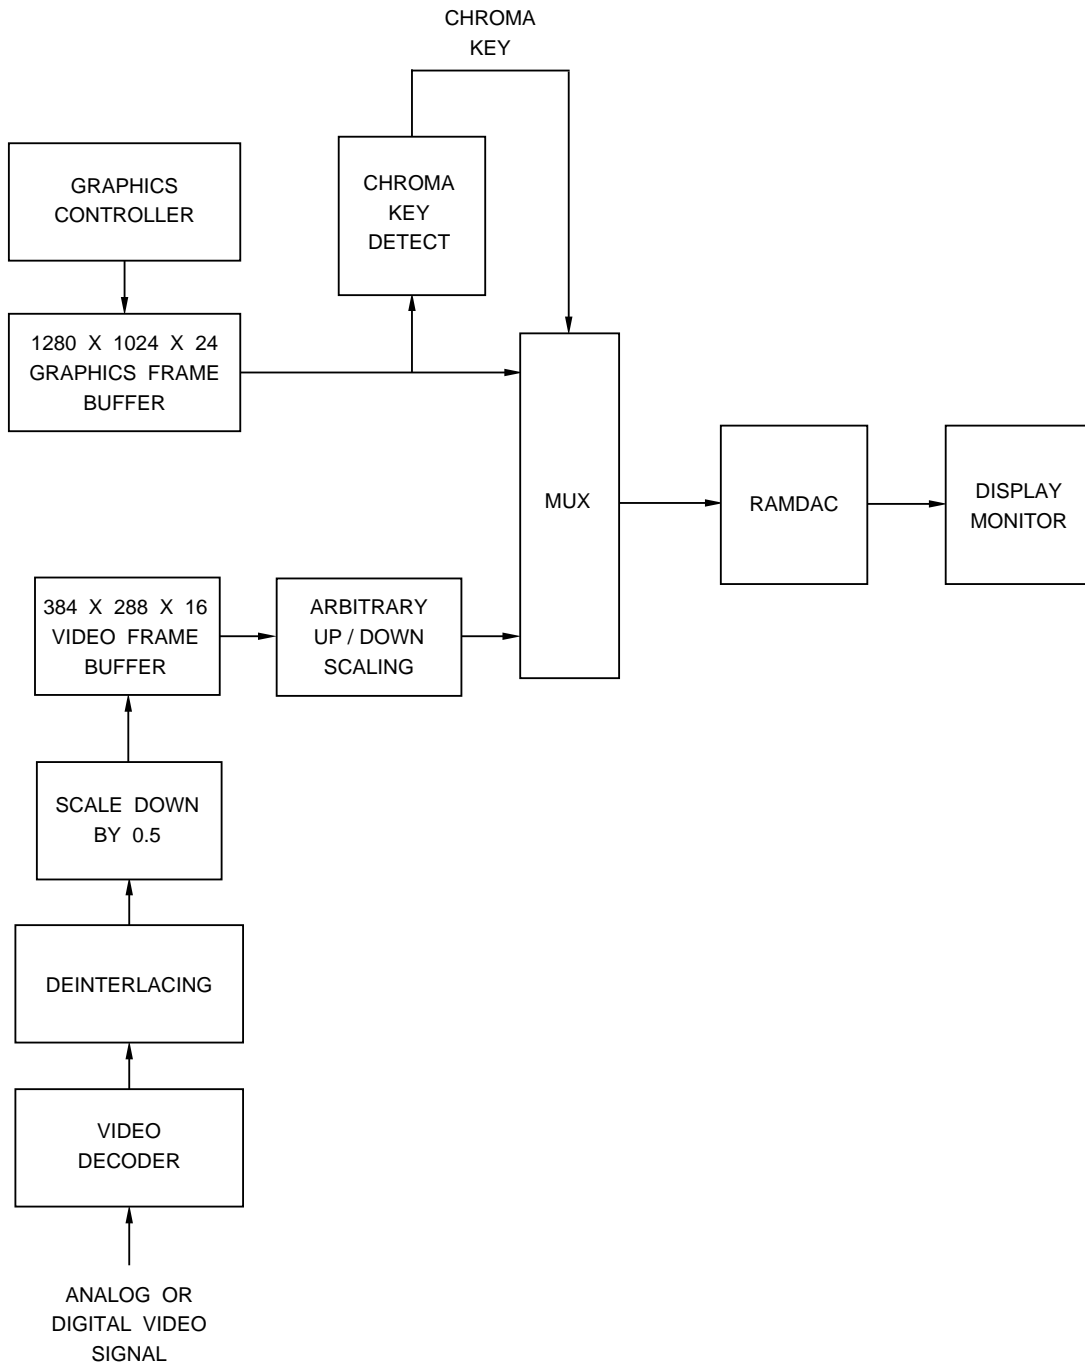 CHROMA
KEY
GRAPHICS
CONTROLLER
CHROMA
KEY
DETECT
1280 X 1024 X 24
GRAPHICS FRAME
BUFFER
MUX
RAMDAC
DISPLAY
MONITOR
384 X 288 X 16
VIDEO FRAME
BUFFER
ARBITRARY
UP / DOWN
SCALING
SCALE DOWN
BY 0.5
DEINTERLACING
VIDEO
DECODER
ANALOG OR
DIGITAL VIDEO
SIGNAL